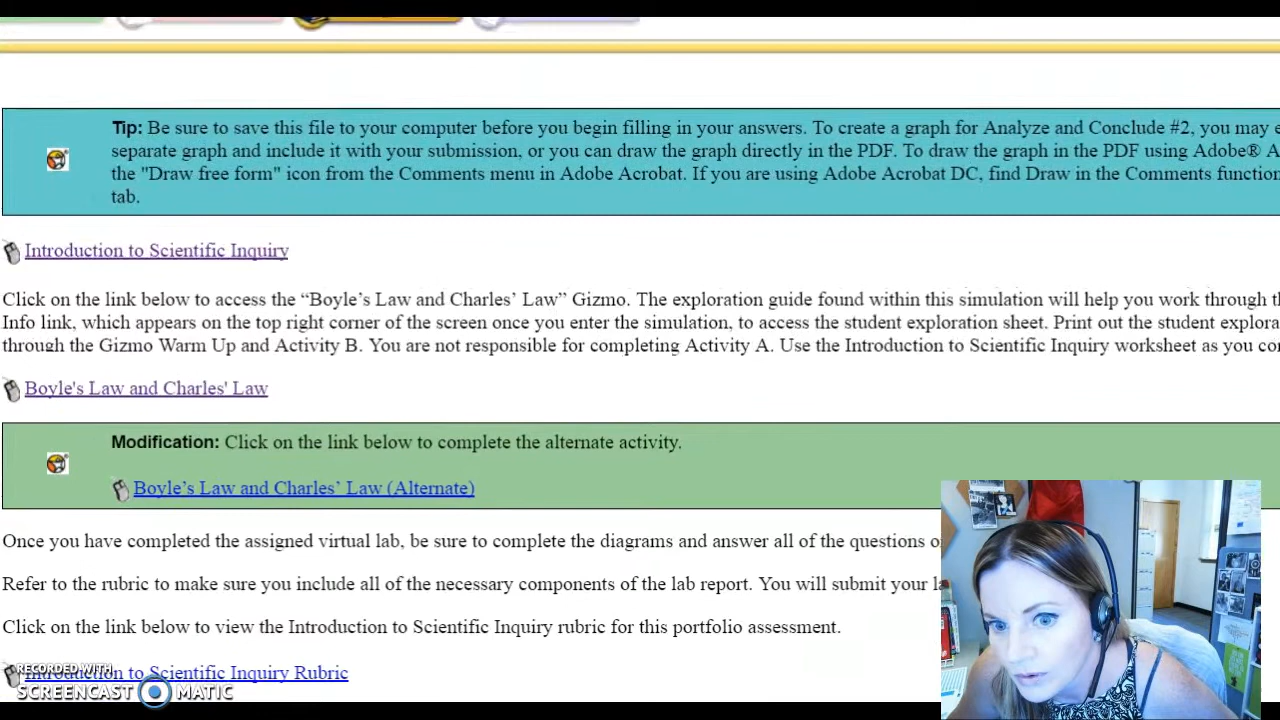 Tip: Be sure to save this file to your computer before you begin filling in your answers. To create a graph for Analyze and Conclude #2, you may
separate graph and include it with your submission, or you can draw the graph directly in the PDF. To draw the graph in the PDF using Adobe® A
the "Draw free form" icon from the Comments menu in Adobe Acrobat. If you are using Adobe Acrobat DC, find Draw in the Comments function
tab.
Introduction to Scientific Inquiry
Click on the link below to access the “Boyle’s Law and Charles’ Law” Gizmo. The exploration guide found within this simulation will help you work through
Info link, which appears on the top right corner of the screen once you enter the simulation, to access the student exploration sheet. Print out the student explora
through the Gizmo Warm Up and Activity B. You are not responsible for completing Activity A. Use the Introduction to Scientific Inquiry worksheet as you co
Boyle's Law and Charles' Law
Modification: Click on the link below to complete the alternate activity.
Boyle’s Law and Charles’ Law (Alternate)
Once you have completed the assigned virtual lab, be sure to complete the diagrams and answer all of the questions
Refer to the rubric to make sure you include all of the necessary components of the lab report. You will submit your
Click on the link below to view the Introduction to Scientific Inquiry rubric for this portfolio assessment.
Introduction to Scientific Inquiry Rubric
RECORDED WITH
SCREENCAST MATIC